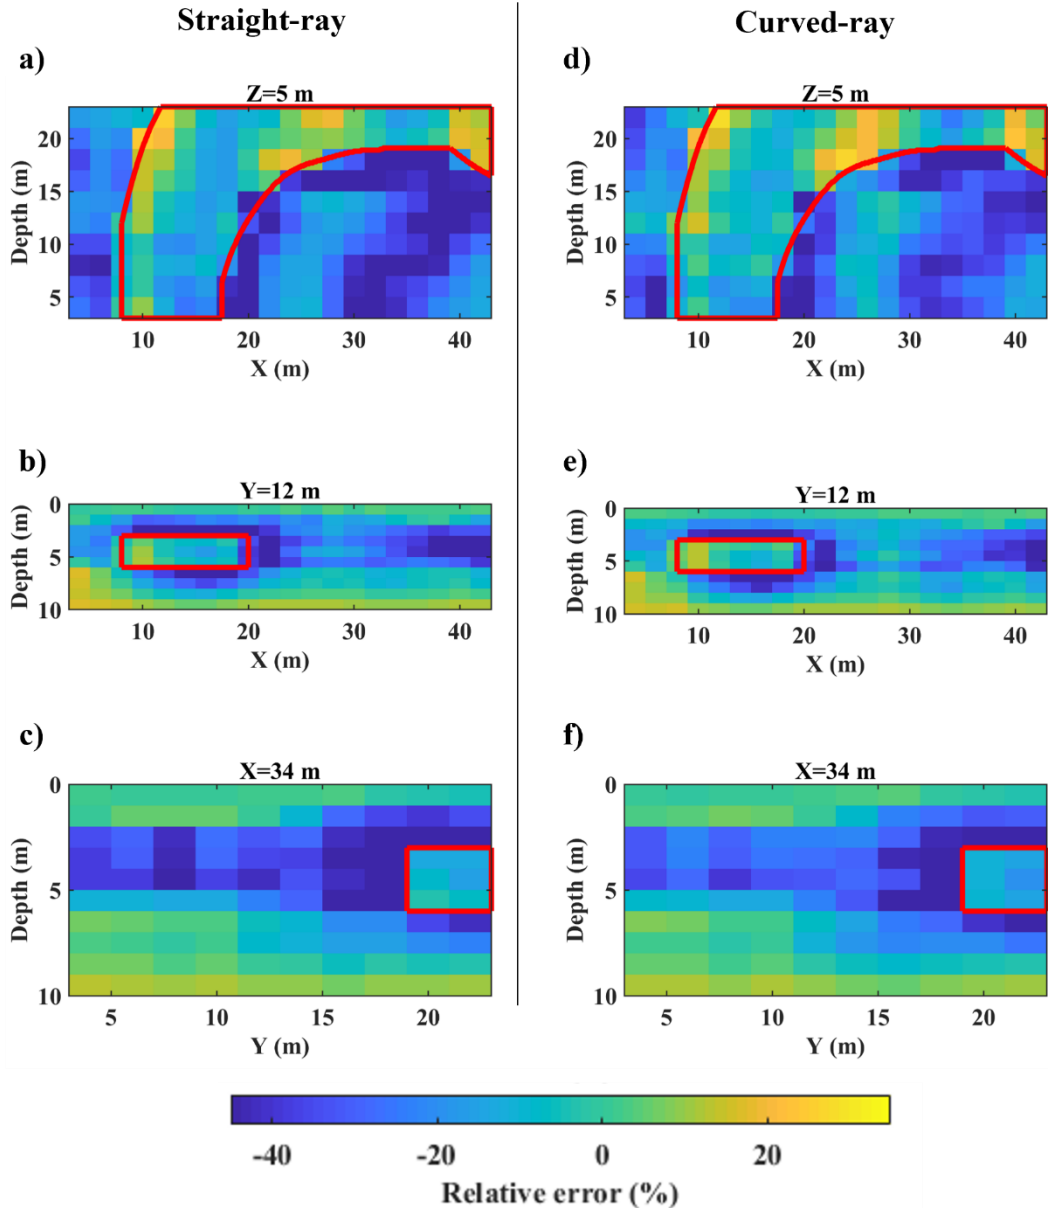 Straight-ray
a)
Z=5 m
Depth (m)
20
15
10
5
10 20 30 40
X (m)
b)
Y=12 m
Depth (m)
0
5
10
10 20 30 40
X (m)
c)
X=34 m
Depth (m)
0
5
10
5 10 15 20
Y (m)
Curved-ray
d)
Z=5 m
Depth (m)
20
15
10
5
10 20 30 40
X (m)
e)
Y=12 m
Depth (m)
0
5
10
10 20 30 40
X (m)
f)
X=34 m
Depth (m)
0
5
10
5 10 15 20
Y (m)
-40 -20 0 20
Relative error (%)